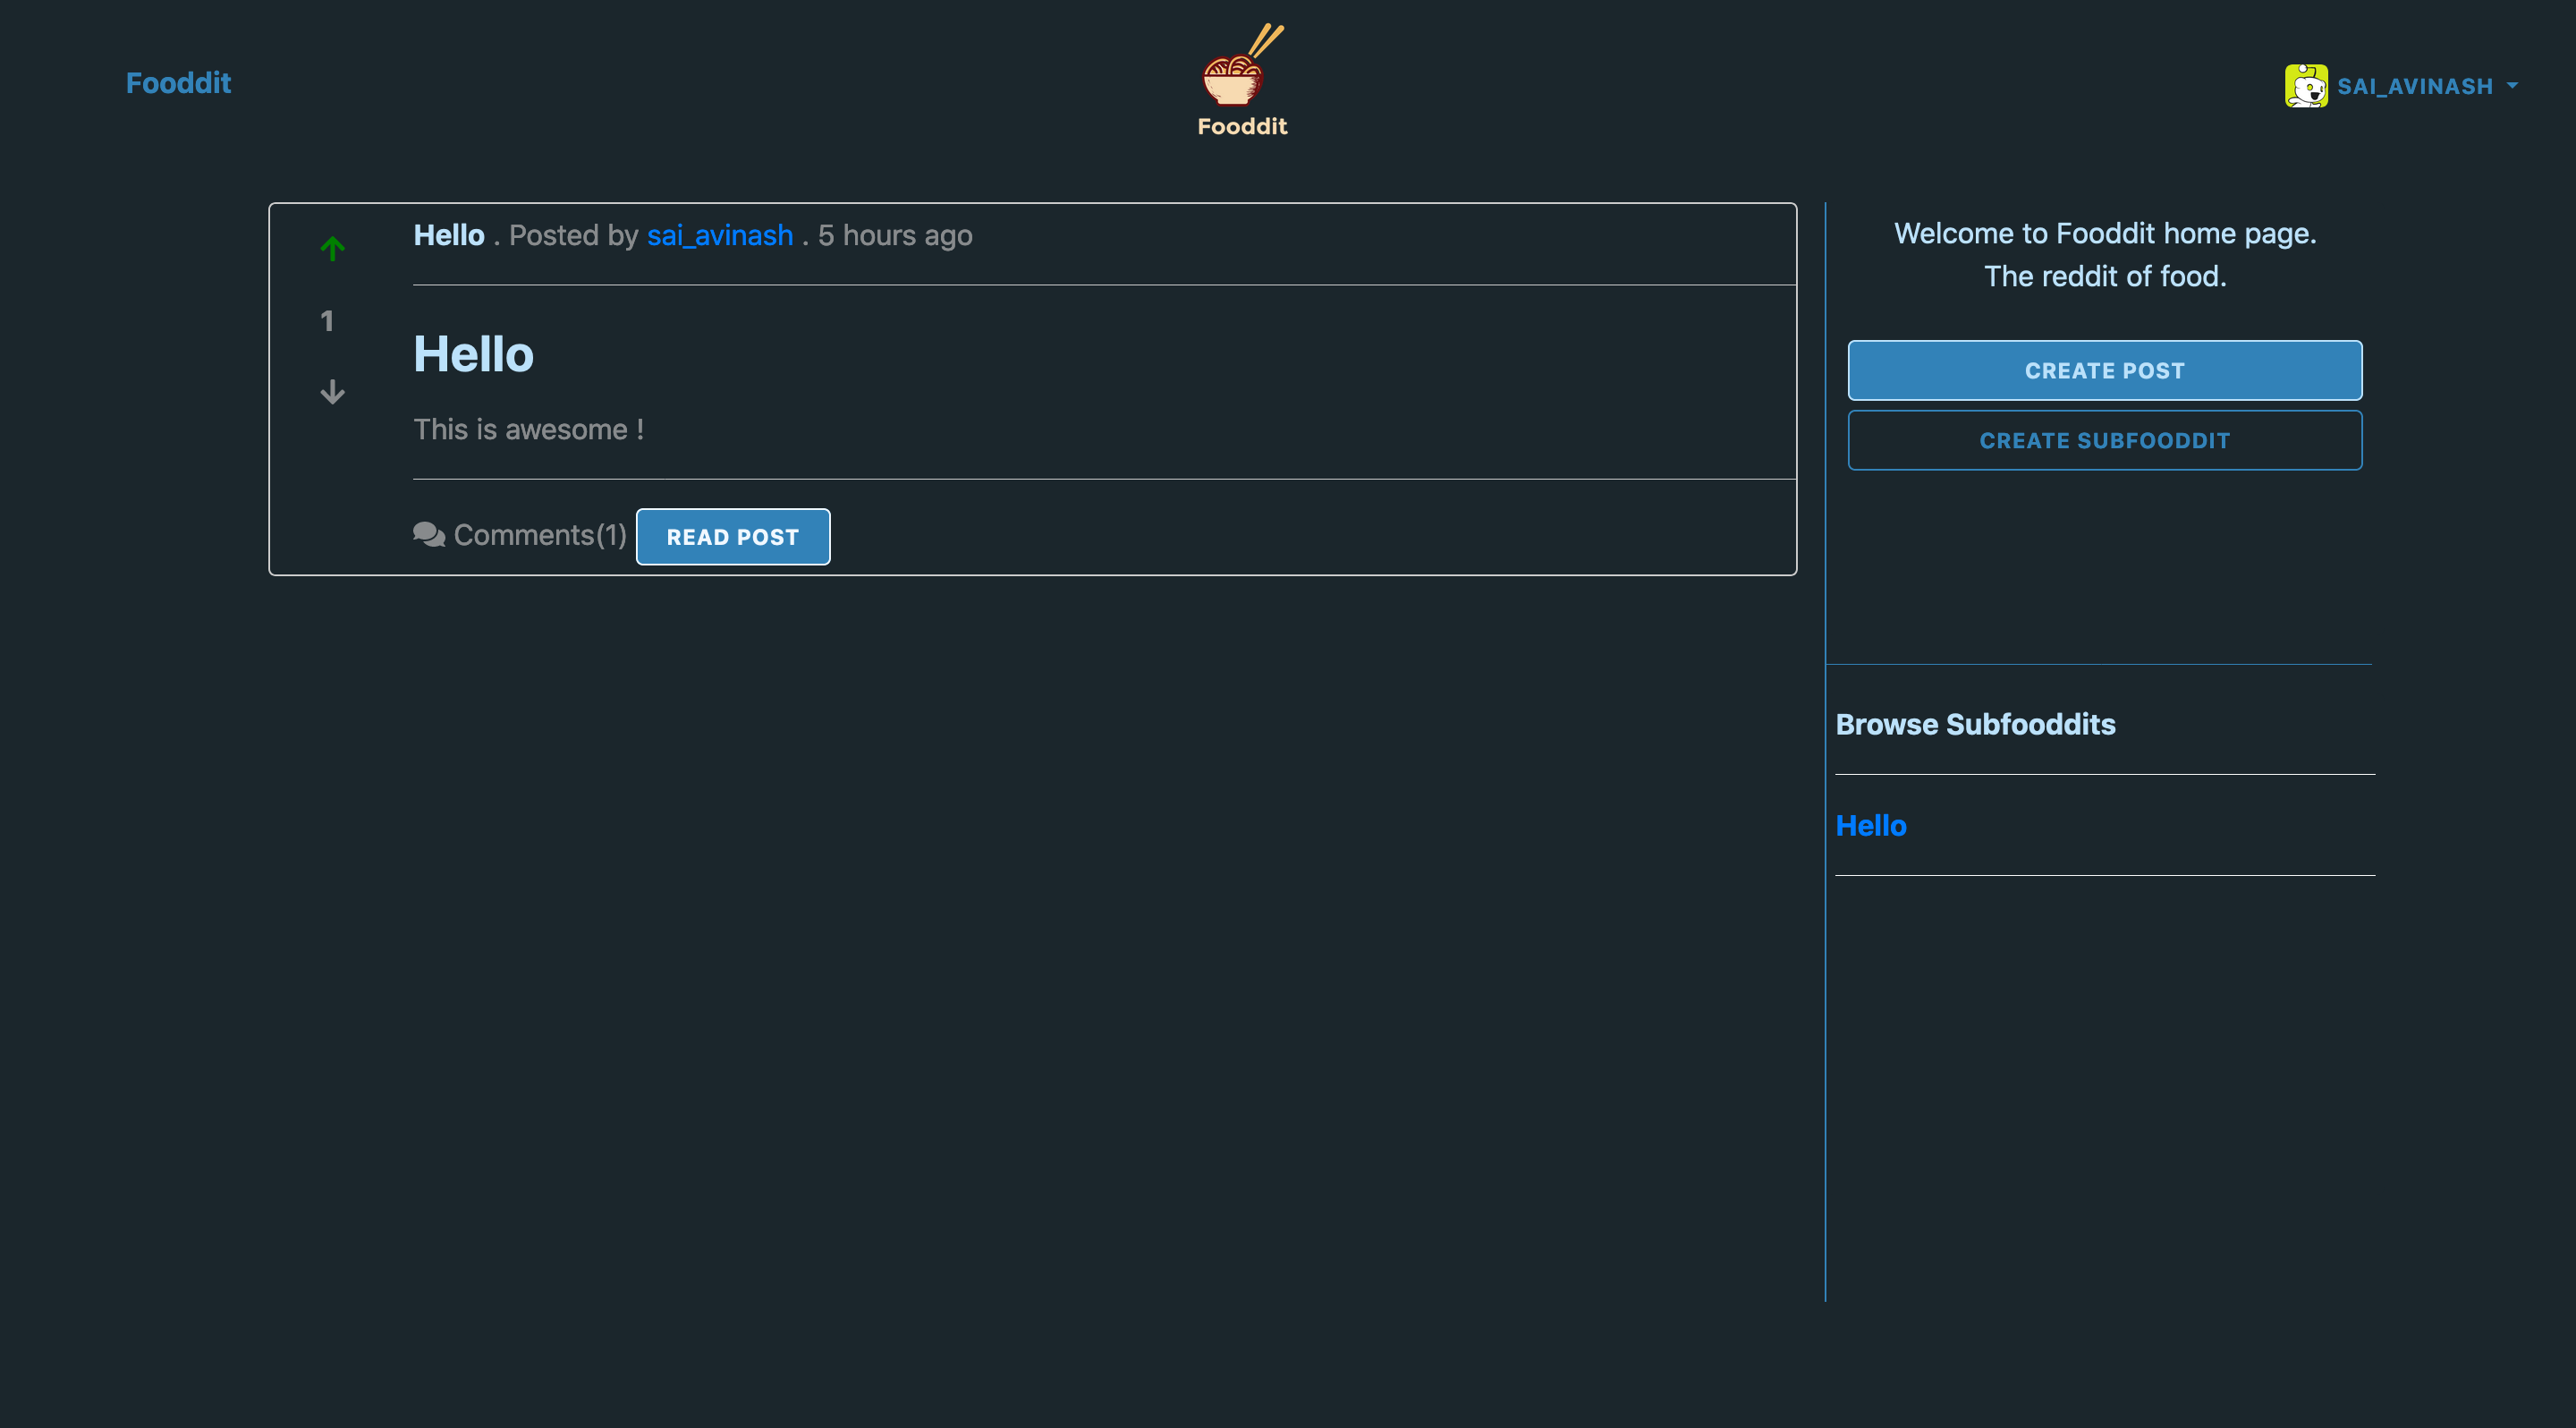 Fooddit
Fooddit
SAI_AVINASH
Hello . Posted by sai_avinash . 5 hours ago
1
Hello
This is awesome !
Comments(1) READ POST
Welcome to Fooddit home page.
The reddit of food.
CREATE POST
CREATE SUBFOODDIT
Browse Subfooddits
Hello